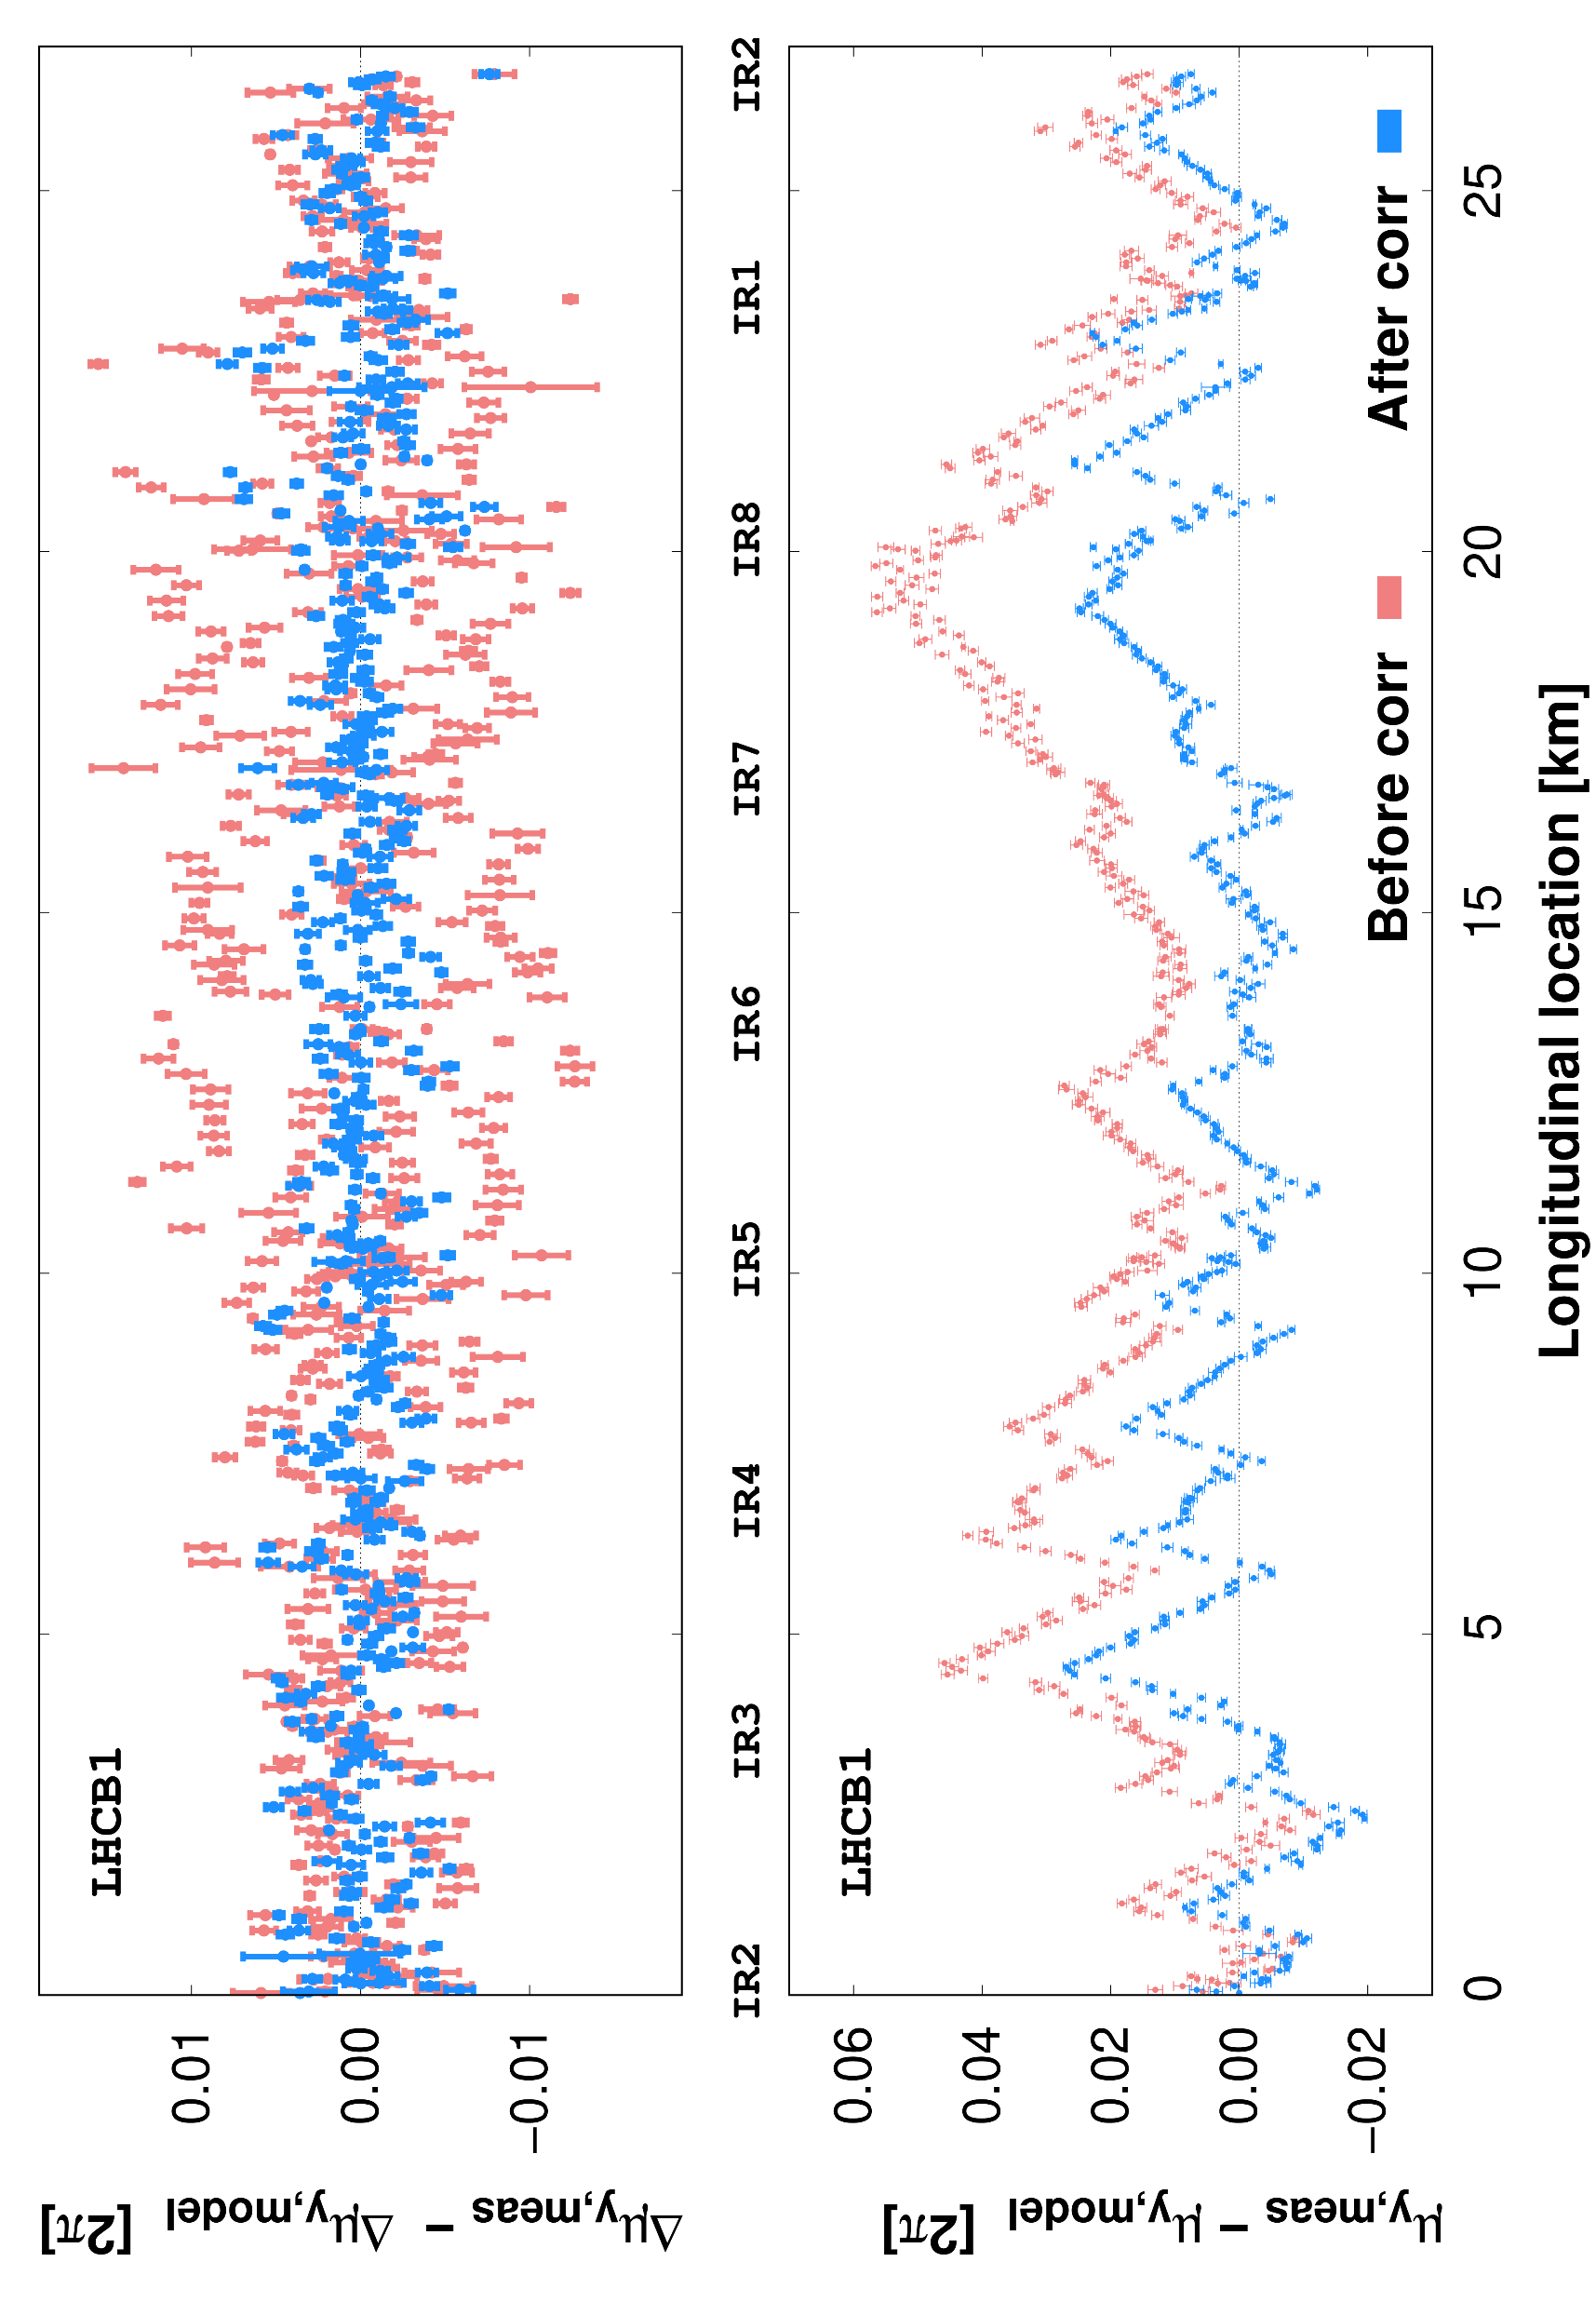 Δμy,meas − Δμy,model
[2π]
0.01
0.00
−0.01
LHCB1
IR2 IR3 IR4 IR5 IR6 IR7 IR8 IR1 IR2
μy,meas − μy,model
[2π]
0.06
0.04
0.02
0.00
−0.02
LHCB1
Before corr After corr
0 5 10 15 20 25
Longitudinal location [km]